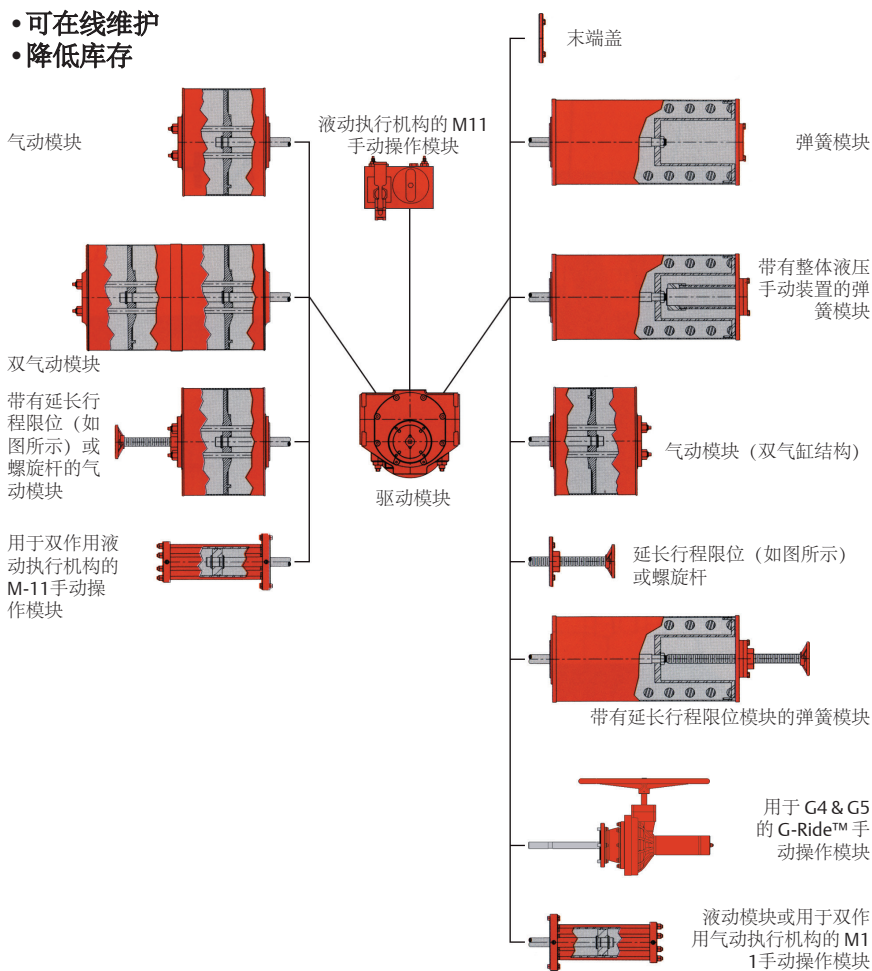 •可在线维护
•降低库存
气动模块
双气动模块
带有延长行
程限位（如
图所示）或
螺旋杆的气
动模块
用于双作用液
动执行机构的
M-11手动操
作模块
液动执行机构的 M11
手动操作模块
驱动模块
末端盖
弹簧模块
带有整体液压
手动装置的弹
簧模块
气动模块（双气缸结构）
延长行程限位（如图所示）
或螺旋杆
带有延长行程限位模块的弹簧模块
用于 G4 & G5
的 G-Ride™ 手
动操作模块
液动模块或用于双作
用气动执行机构的 M1
1手动操作模块